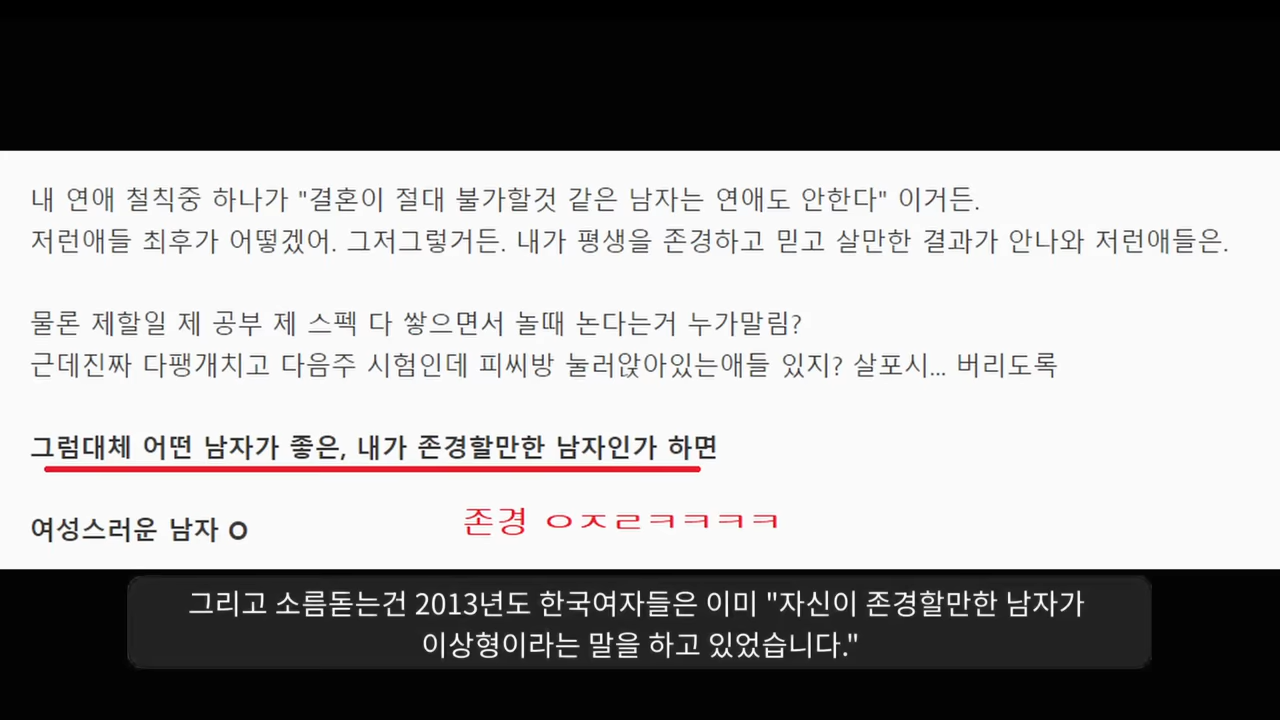 내 연애 철칙중 하나가 "결혼이 절대 불가할것 같은 남자는 연애도 안한다" 이거든.
저런애들 최후가 어떻겠어. 그저그렇거든. 내가 평생을 존경하고 믿고 살만한 결과가 안나와 저런애들은.
물론 제할일 제 공부 제 스펙 다 쌓으면서 놀때 논다는거 누가말림?
근데진짜 다팽개치고 다음주 시험인데 피씨방 눌러앉아있는애들 있지? 살포시... 버리도록
그럼대체 어떤 남자가 좋은, 내가 존경할만한 남자인가 하면
여성스러운 남자 O
존경 ㅇㅈㄹㅋㅋㅋㅋ
그리고 소름돋는건 2013년도 한국여자들은 이미 "자신이 존경할만한 남자가
이상형이라는 말을 하고 있었습니다."